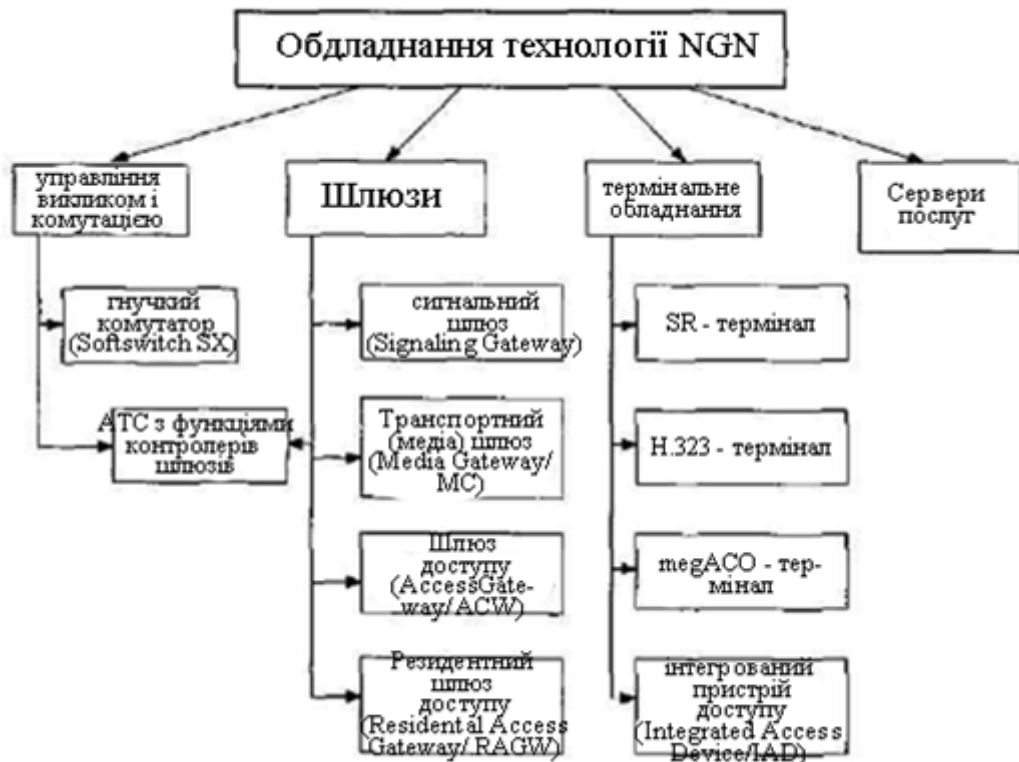 Обдладнання технології NGN
управління
викликом і
комутацією
Шлюзи
термінальне
обладнання
Сервери
послуг
гнучкий
комутатор
(Softswitch SX)
АТС з функціями
контролерів
шлюзів
сигнальний
шлюз
(Signaling Gateway)
Транспортний
(медіа) шлюз
(Media Gateway/
MC)
Шлюз
доступу
(AccessGate-
way/ACW)
Резидентний
шлюз
доступу
(Residental Access
Gateway/.RAGW)
SR - термінал
H.323 - термінал
megACO - тер-
мінал
інтегрований
пристрій
доступу
(Integrated Access
Device/IAD)